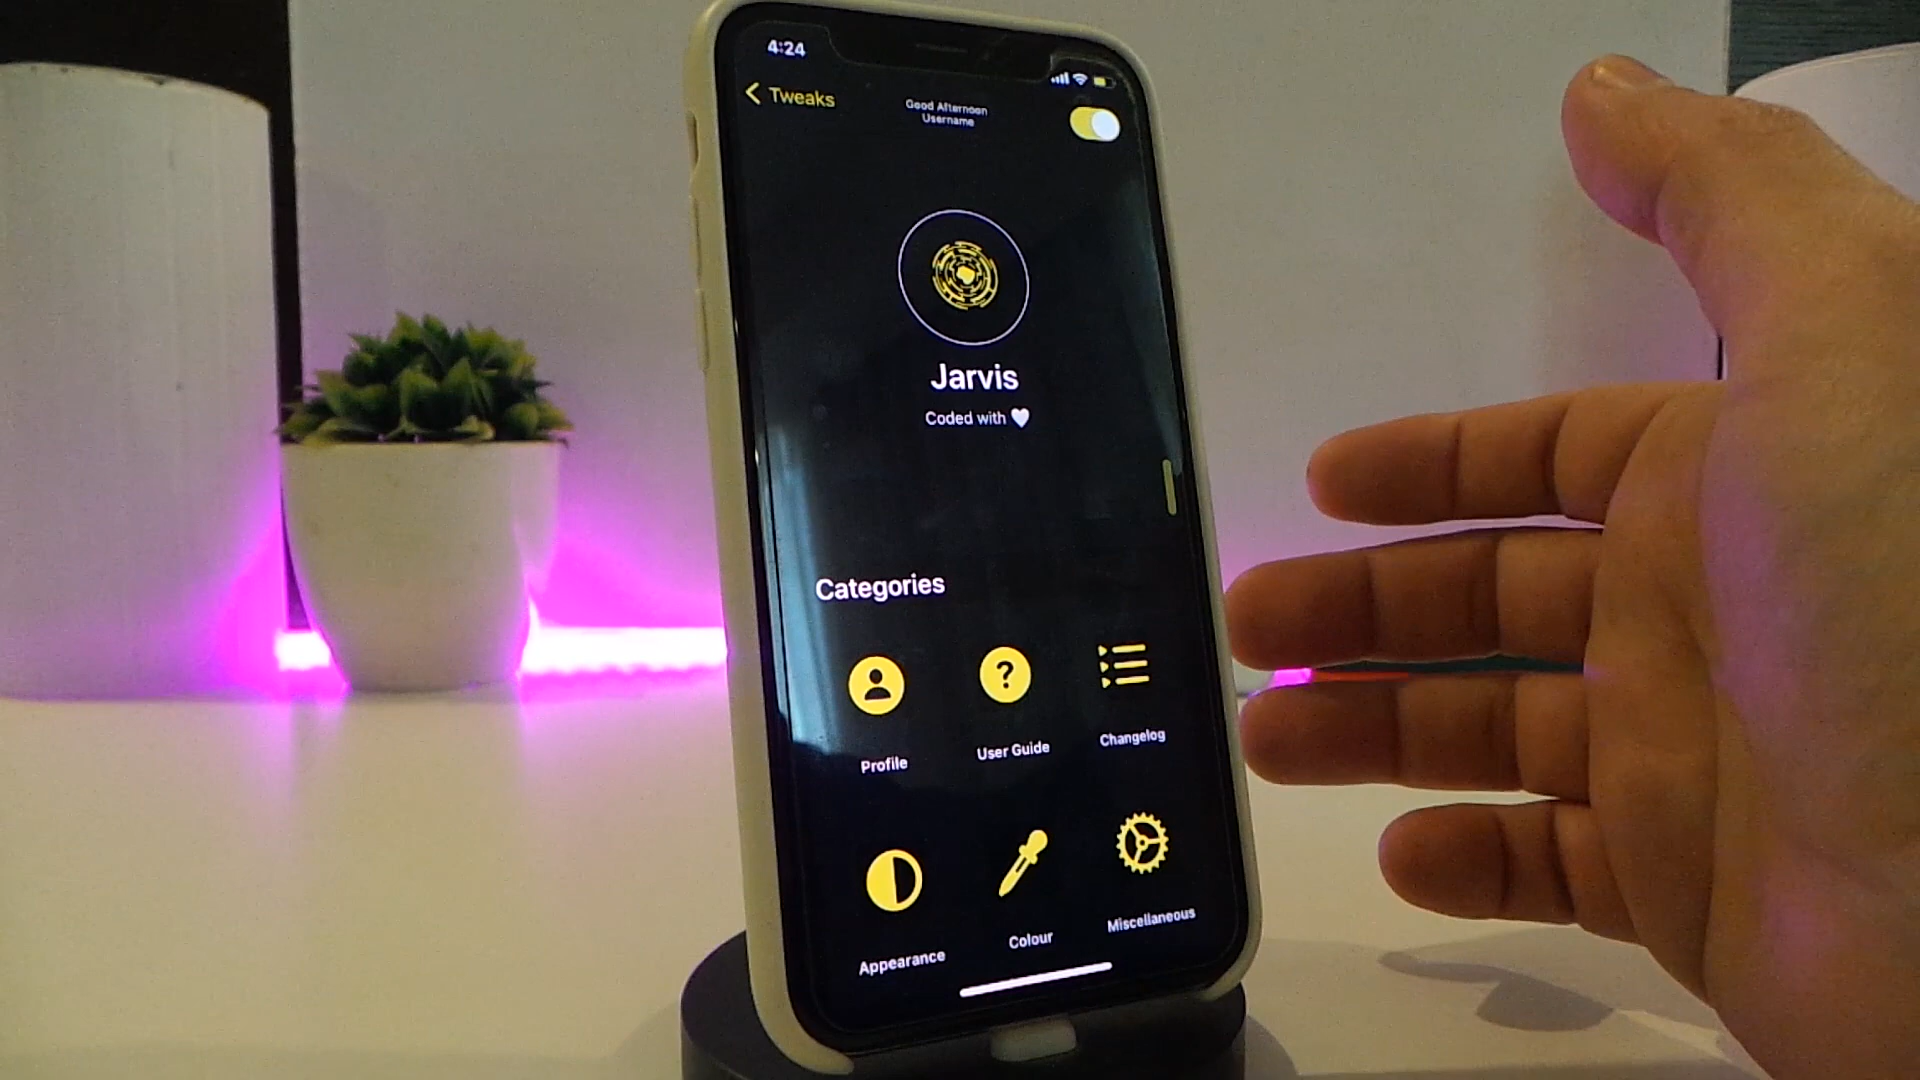 4:24
Tweaks
Good Afternoon
Username
Jarvis
Coded with
Categories
Profile
User Guide
Changelog
Appearance
Colour
Miscellaneous